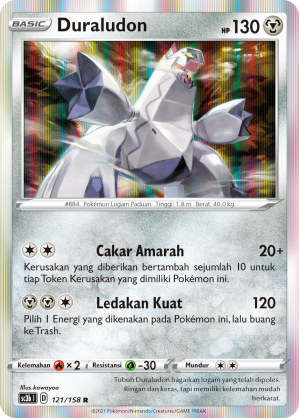 BASIC Duraludon HP 130
#884 Pokémon Logam Paduan Tinggi: 1.8 m. Berat: 40.0 kg
Cakar Amarah 20+
Kerusakan yang diberikan bertambah sejumlah 10 untuk
tiap Token Kerusakan yang dimiliki Pokémon ini.
Ledakan Kuat 120
Pilih 1 Energi yang dikenakan pada Pokémon ini, lalu buang
ke Trash.
Kelemahan ×2 Resistansi -30 Mundur
Tubuh Duraludon bagaikan logam yang telah dipoles.
Ringan dan keras, tapi memiliki kekurangan mudah
berkarat.
Illus.kawayoo
sc3b I D 121/158 R
©2021 Pokémon/Nintendo/Creatures/GAME FREAK